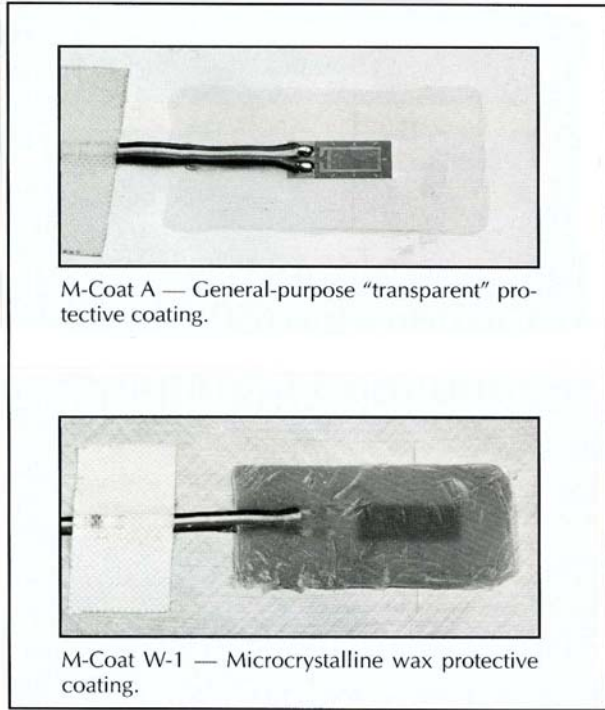 M-Coat A — General-purpose “transparent” pro-
tective coating.
M-Coat W-1 — Microcrystalline wax protective
coating.